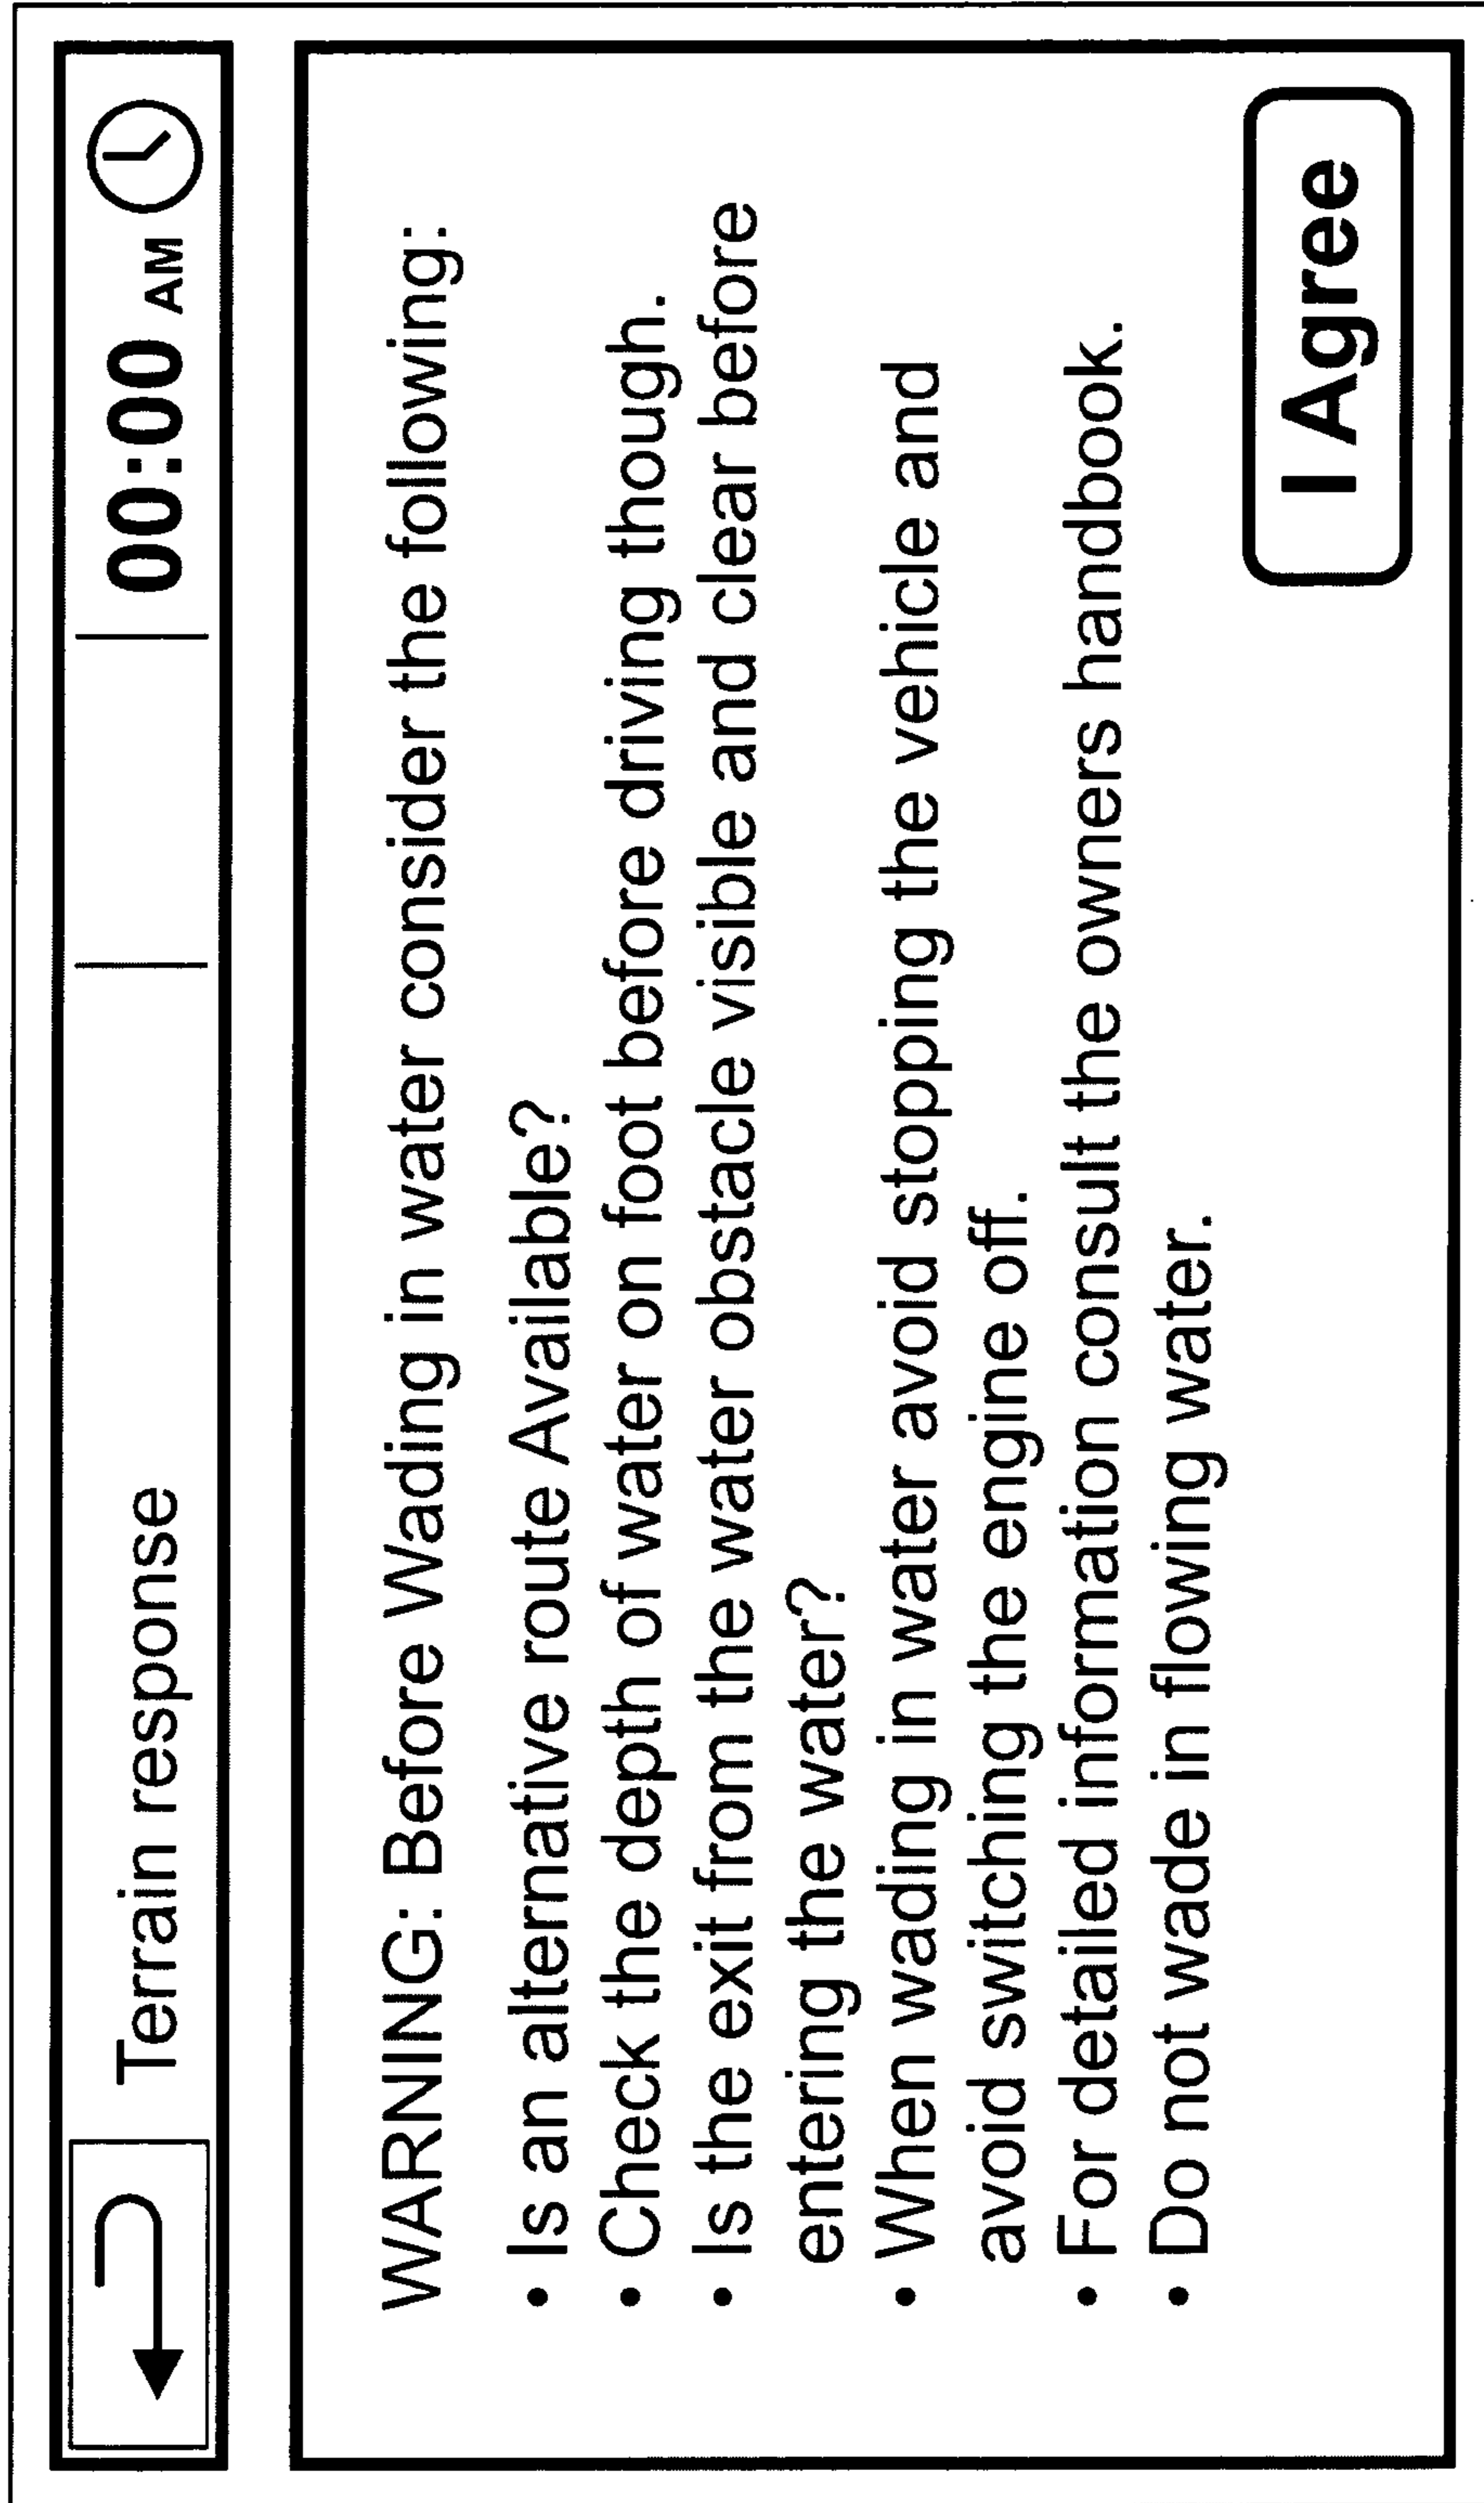 Terrain response
00:00 AM
WARNING: Before Wading in water consider the following:
• Is an alternative route Available?
• Check the depth of water on foot before driving though.
• Is the exit from the water obstacle visible and clear before
entering the water?
• When wading in water avoid stopping the vehicle and
avoid switching the engine off.
• For detailed information consult the owners handbook.
• Do not wade in flowing water.
I Agree